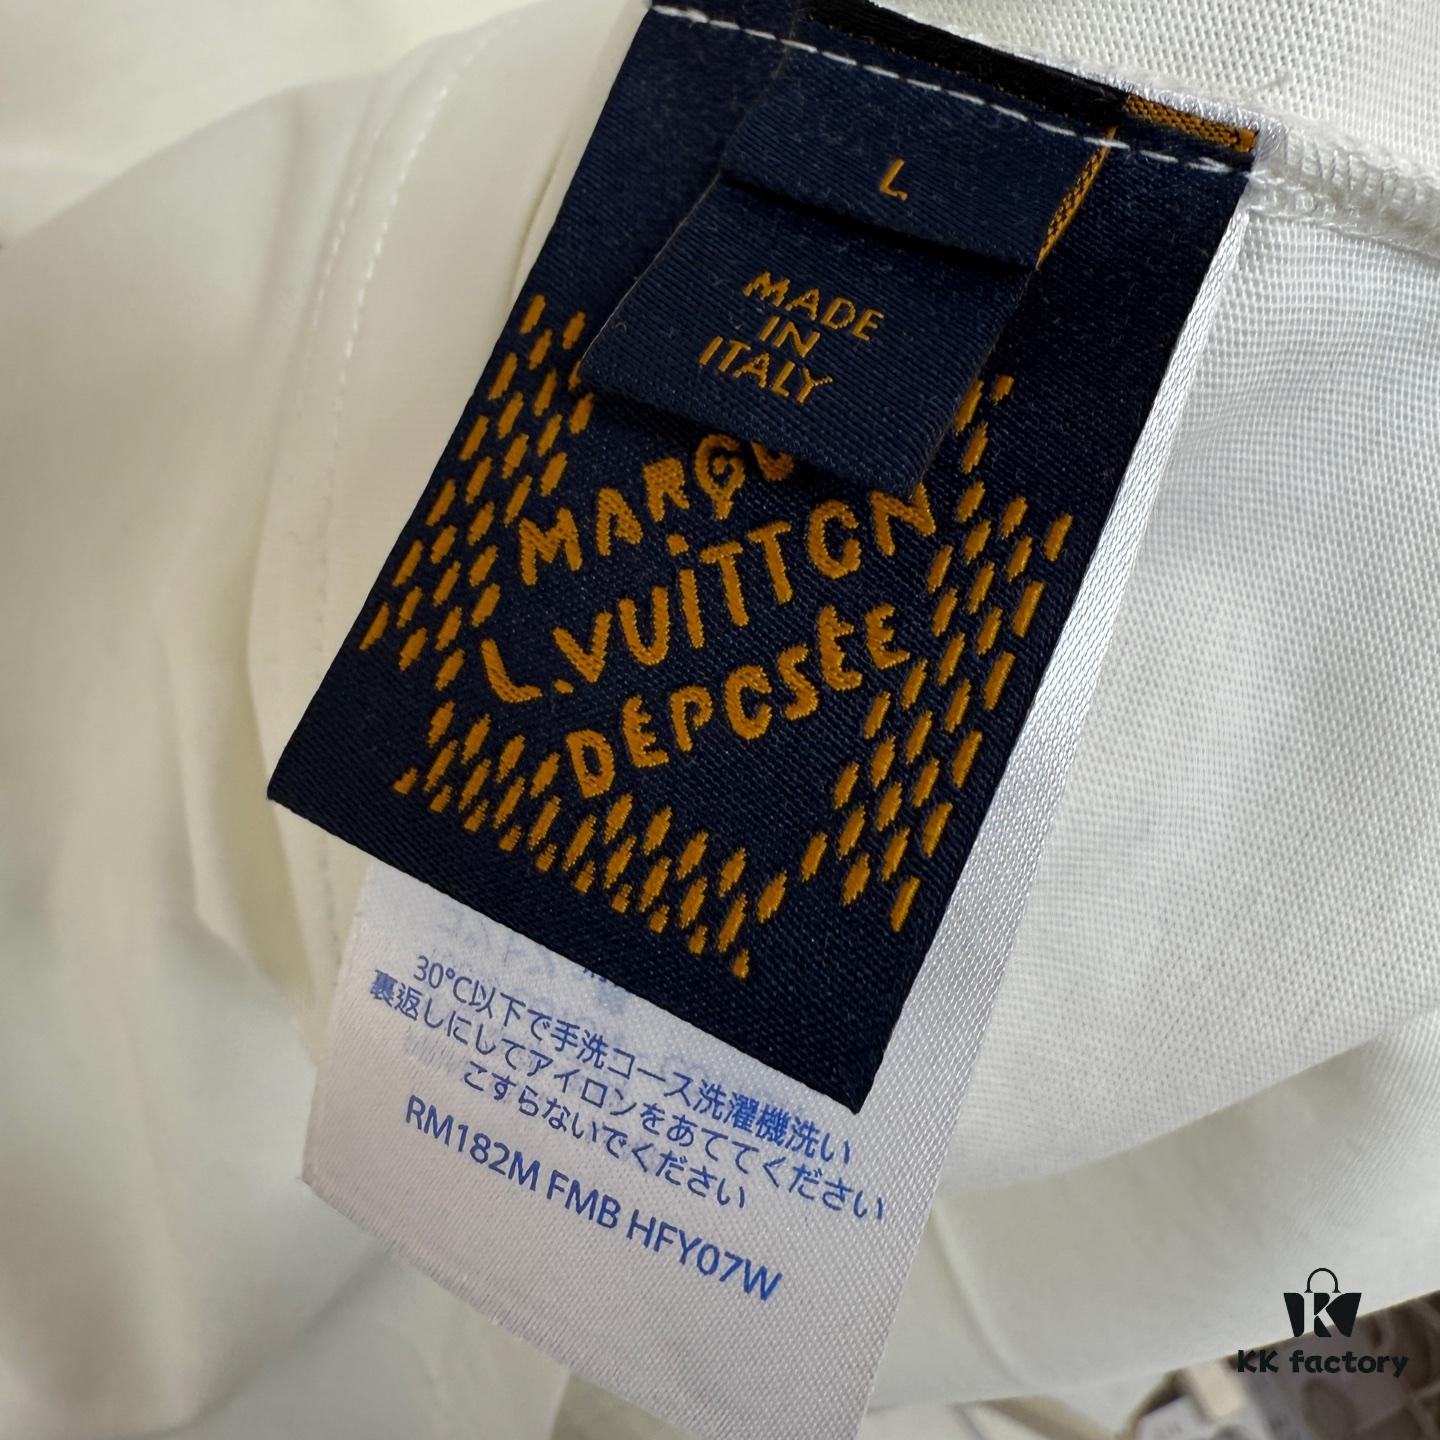 L
MADE
IN
ITALY
L.VUITTON
DÉPOSÉE
30℃以下で手洗コース洗濯機洗い
裏返しにしてアイロンをあててください
こすらないでください
RM182M FMB HFY07W
KK factory